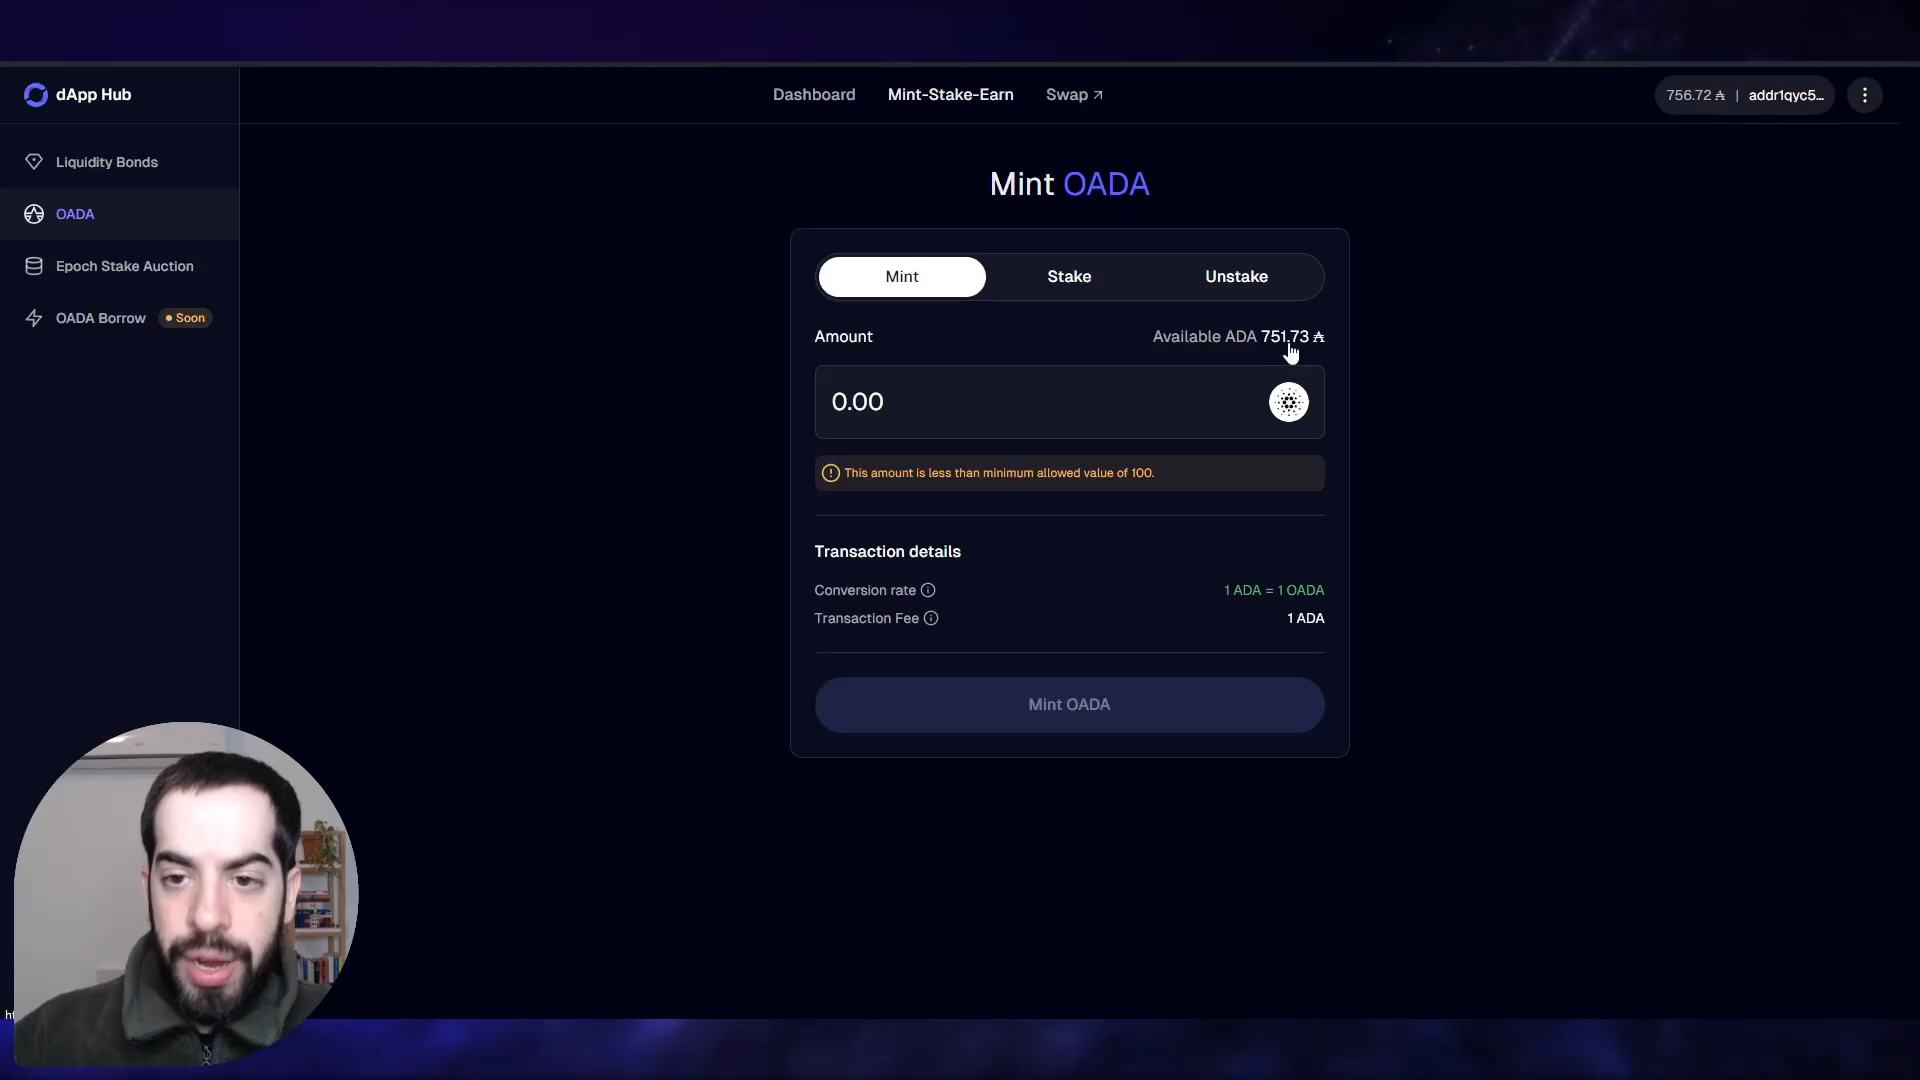 dApp Hub
Dashboard
Mint-Stake-Earn
Swap
756.72 ₳ | addr1qyc5...
Liquidity Bonds
OADA
Epoch Stake Auction
OADA Borrow
Soon
Mint OADA
Mint
Stake
Unstake
Amount
Available ADA 751.73 ₳
0.00
This amount is less than minimum allowed value of 100.
Transaction details
Conversion rate
1 ADA = 1 OADA
Transaction Fee
1 ADA
Mint OADA